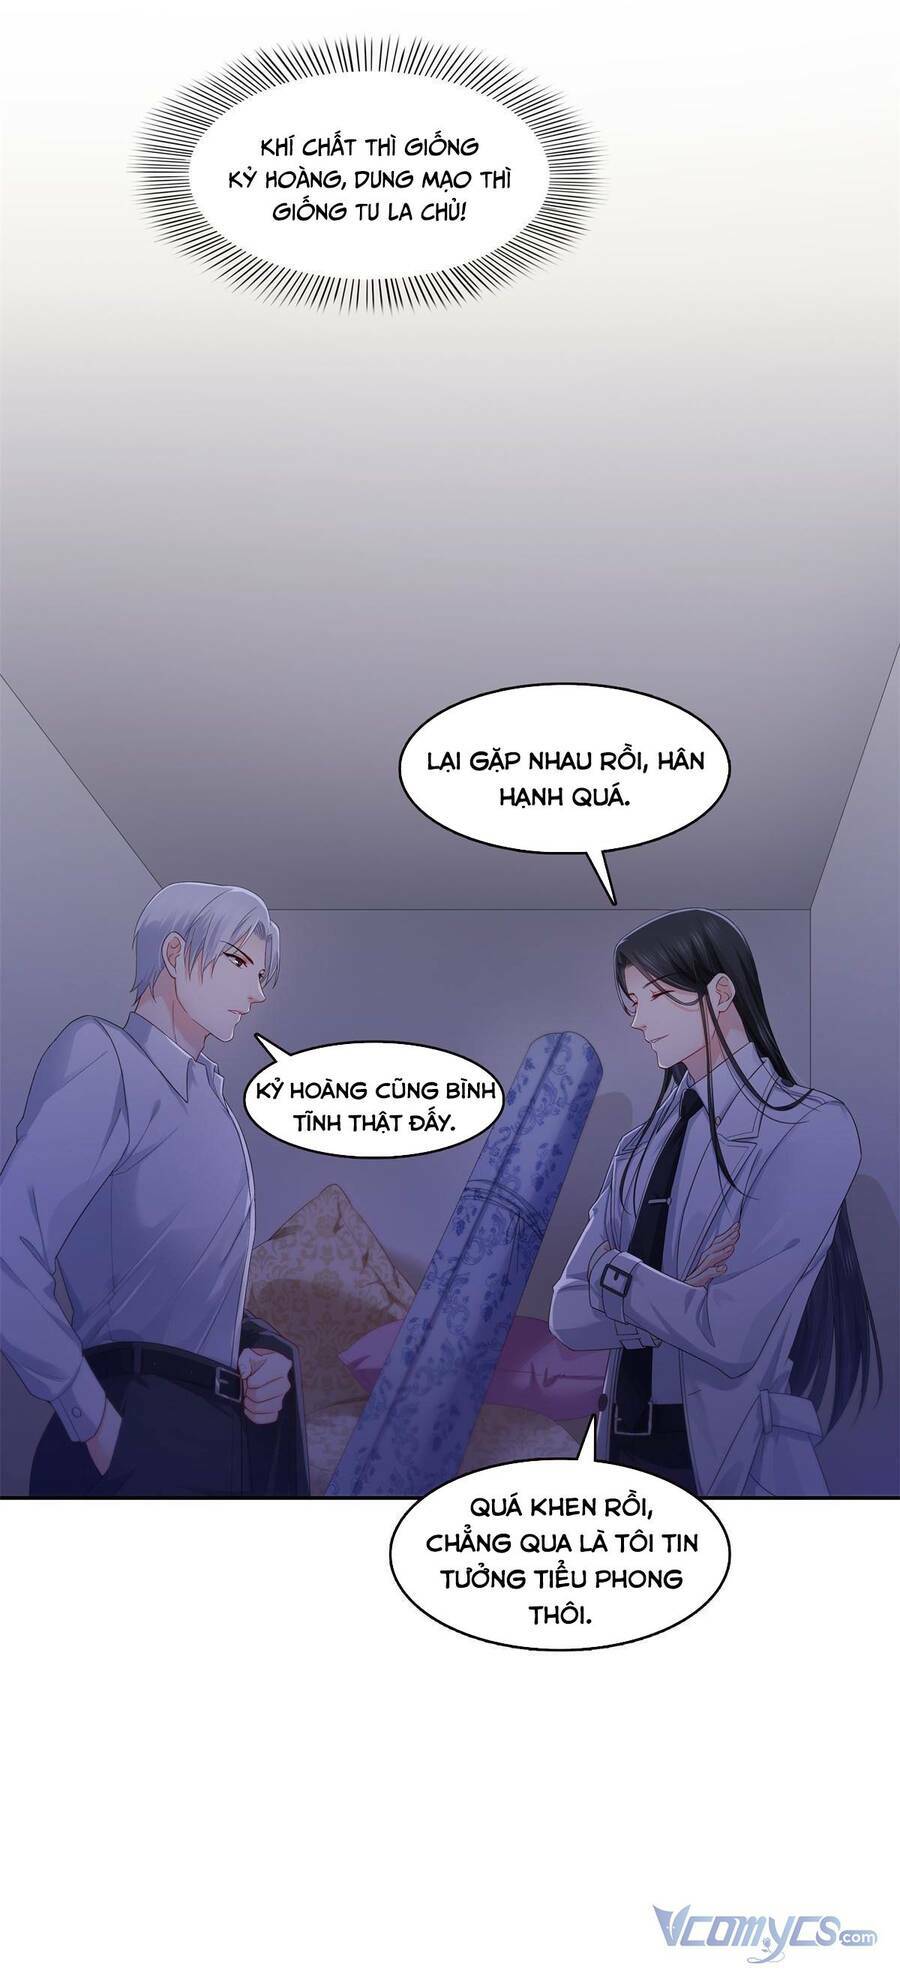 KHÍ CHẤT THÌ GIỐNG
KỶ HOÀNG, DUNG MẠO THÌ
GIỐNG TU LA CHỦ!
LẠI GẶP NHAU RỒI, HÂN
HẠNH QUÁ.
KỶ HOÀNG CŨNG BÌNH
TĨNH THẬT ĐẤY.
QUÁ KHEN RỒI,
CHẲNG QUA LÀ TÔI TIN
TƯỞNG TIỂU PHONG
THÔI.
VCOMYCS.com